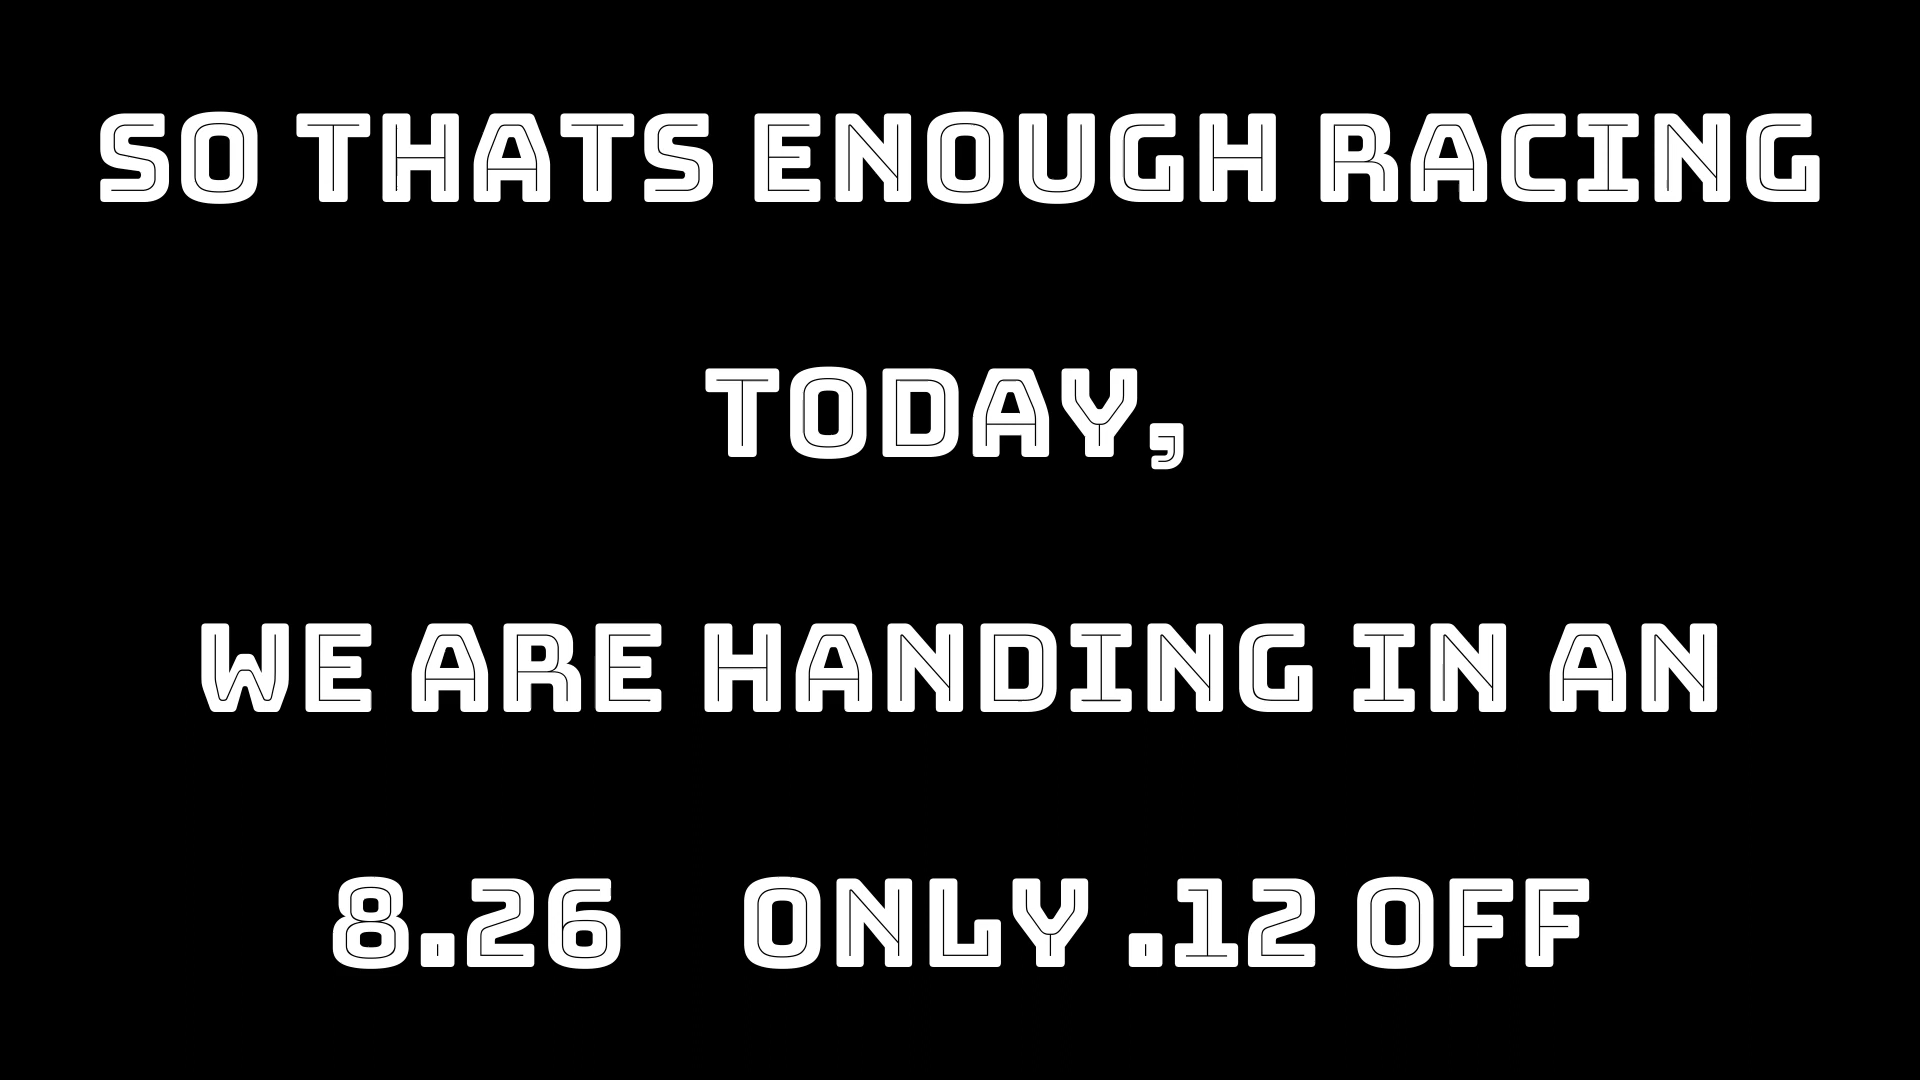 SO THATS ENOUGH RACING
TODAY,
WE ARE HANDING IN AN
8.26 ONLY .12 OFF